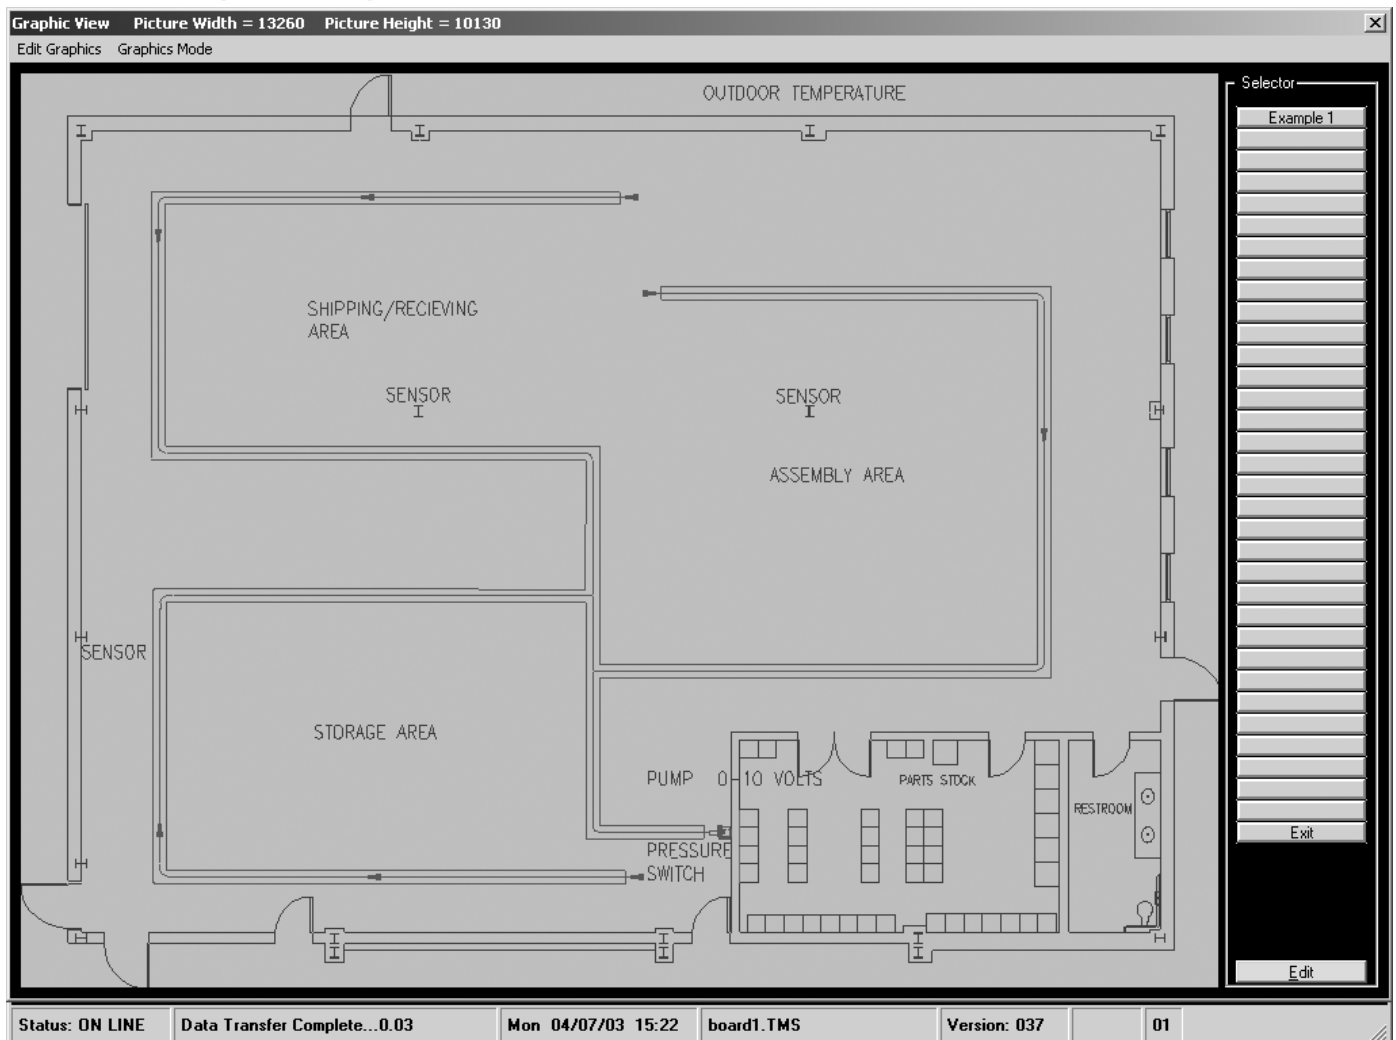 Graphic View Picture Width = 13260 Picture Height = 10130
Edit Graphics Graphics Mode
OUTDOOR TEMPERATURE
SHIPPING/RECIEVING
AREA
SENSOR
SENSOR
ASSEMBLY AREA
SENSOR
STORAGE AREA
PUMP 0-10 VOLTS
PARTS STOCK
RESTROOM
PRESSURE
SWITCH
Selector
Example 1
Exit
Edit
Status: ON LINE
Data Transfer Complete...0.03
Mon 04/07/03 15:22
board1.TMS
Version: 037
01